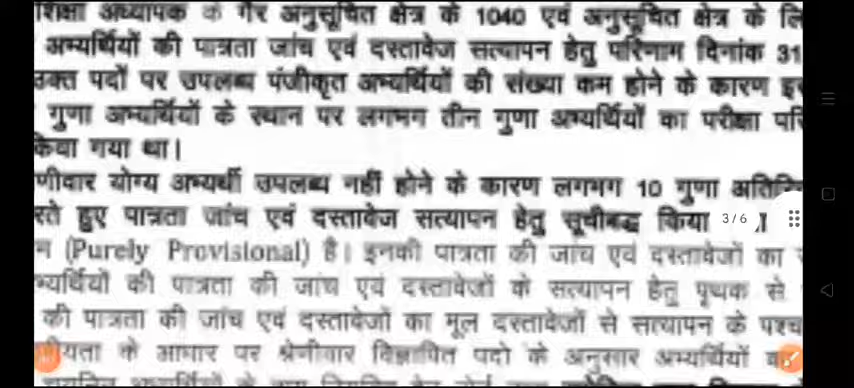 शिक्षा अध्यापक के गैर अनुसूचित क्षेत्र के 1040 एवं अनुसूचित क्षेत्र के
अभ्यर्थियों की पात्रता जांच एवं दस्तावेज सत्यापन हेतु परिणाम दिनांक 31
उक्त पदों पर उपलब्ध पंजीकृत अभ्यर्थियों की संख्या कम होने के कारण
गुणा अभ्यर्थियों के स्थान पर लगभग तीन गुणा अभ्यर्थियों का परीक्षा
किया गया था।
णीवार योग्य अभ्यर्थी उपलब्ध नहीं होने के कारण लगभग 10 गुणा
रते हुए पात्रता जांच एवं दस्तावेज सत्यापन हेतु सूचीबद्ध किया
3/6
म (Purely Provisional) है। इनकी पात्रता की जांच एवं दस्तावेजों का
भ्यर्थियों की पात्रता की जांच एवं दस्तावेजों के सत्यापन हेतु पृथक से
की पात्रता की जांच एवं दस्तावेजों का मूल दस्तावेजों से सत्यापन के
के आधार पर श्रेणीवार विज्ञापित पदो के अनुसार अभ्यर्थियों